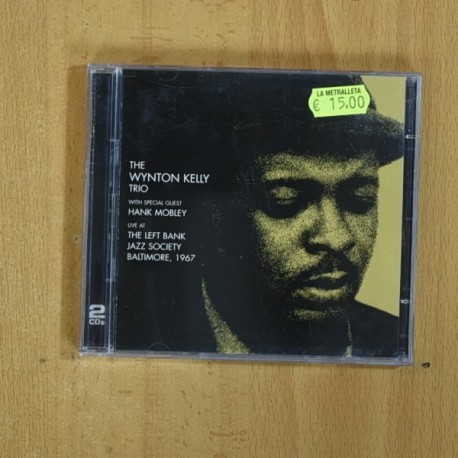 LA METRALLETA
€ 15,00
THE
WYNTON KELLY
TRIO
WITH SPECIAL GUEST
HANK MOBLEY
LIVE AT
THE LEFT BANK
JAZZ SOCIETY
BALTIMORE, 1967
2
CDs